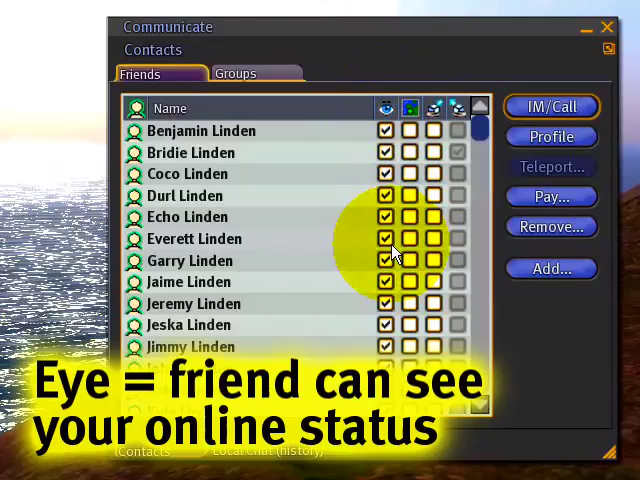 Communicate
Contacts
Friends
Groups
Name
IM/Call
Benjamin Linden
Profile
Bridie Linden
Teleport...
Coco Linden
Durl Linden
Pay...
Echo Linden
Remove...
Everett Linden
Garry Linden
Add...
Jaime Linden
Jeremy Linden
Jeska Linden
Jimmy Linden
Eye = friend can see
your online status
Contacts
Local Chat (history)